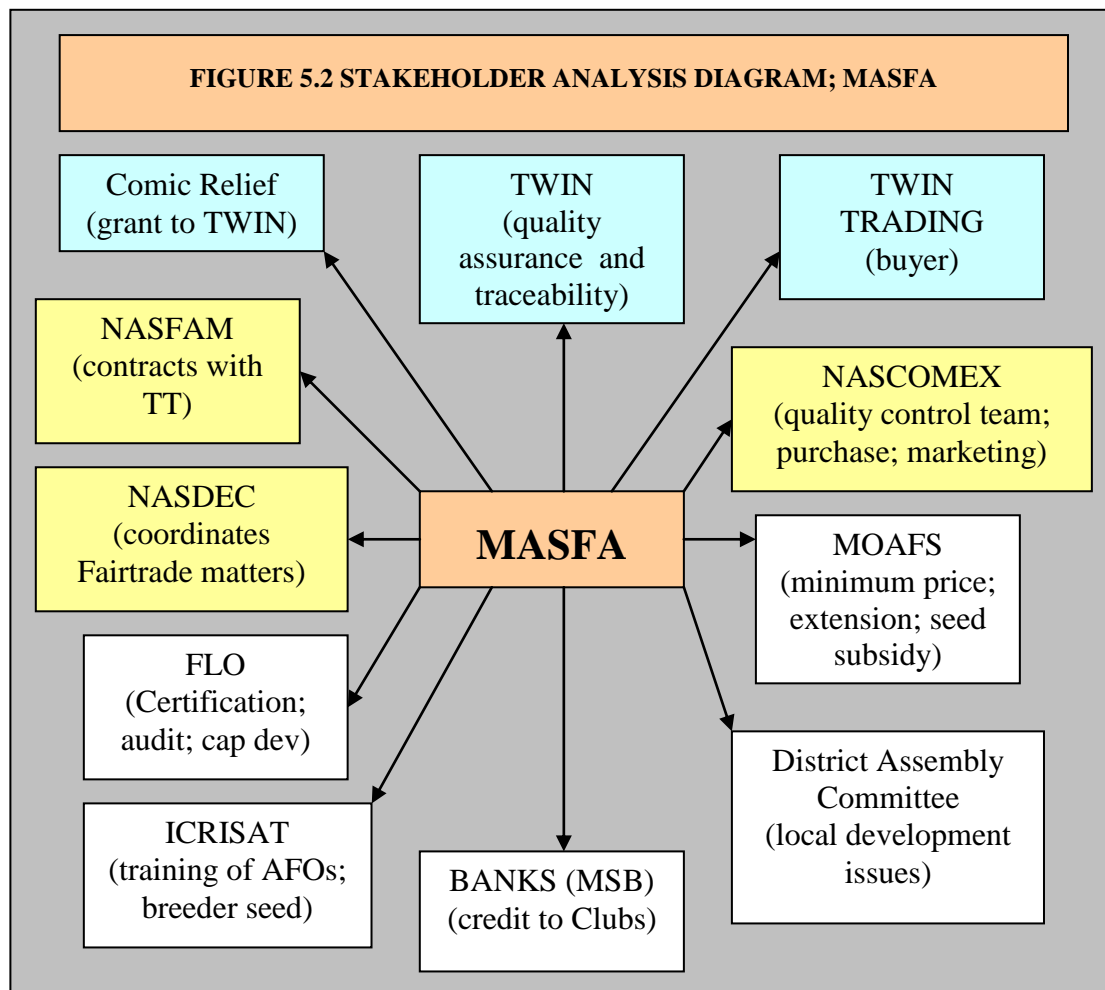 FIGURE 5.2 STAKEHOLDER ANALYSIS DIAGRAM; MASFA
Comic Relief
(grant to TWIN)
TWIN
(quality
assurance and
traceability)
TWIN
TRADING
(buyer)
NASFAM
(contracts with
TT)
NASCOMEX
(quality control team;
purchase; marketing)
NASDEC
(coordinates
Fairtrade matters)
MASFA
MOAFS
(minimum price;
extension; seed
subsidy)
FLO
(Certification;
audit; cap dev)
District Assembly
Committee
(local development
issues)
ICRISAT
(training of AFOs;
breeder seed)
BANKS (MSB)
(credit to Clubs)